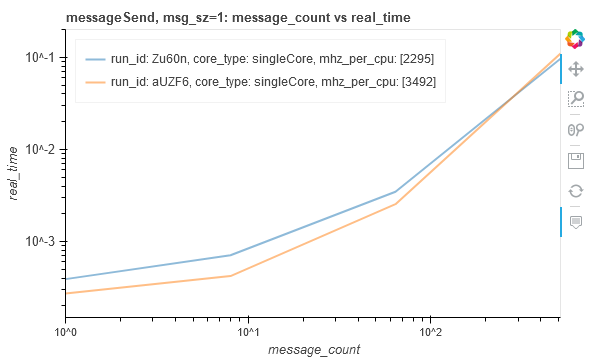 messageSend, msg_sz=1: message_count vs real_time
run_id: Zu60n, core_type: singleCore, mhz_per_cpu: [2295]
run_id: aUZF6, core_type: singleCore, mhz_per_cpu: [3492]
10^-1
10^-2
10^-3
real_time
10^0
10^1
10^2
message_count